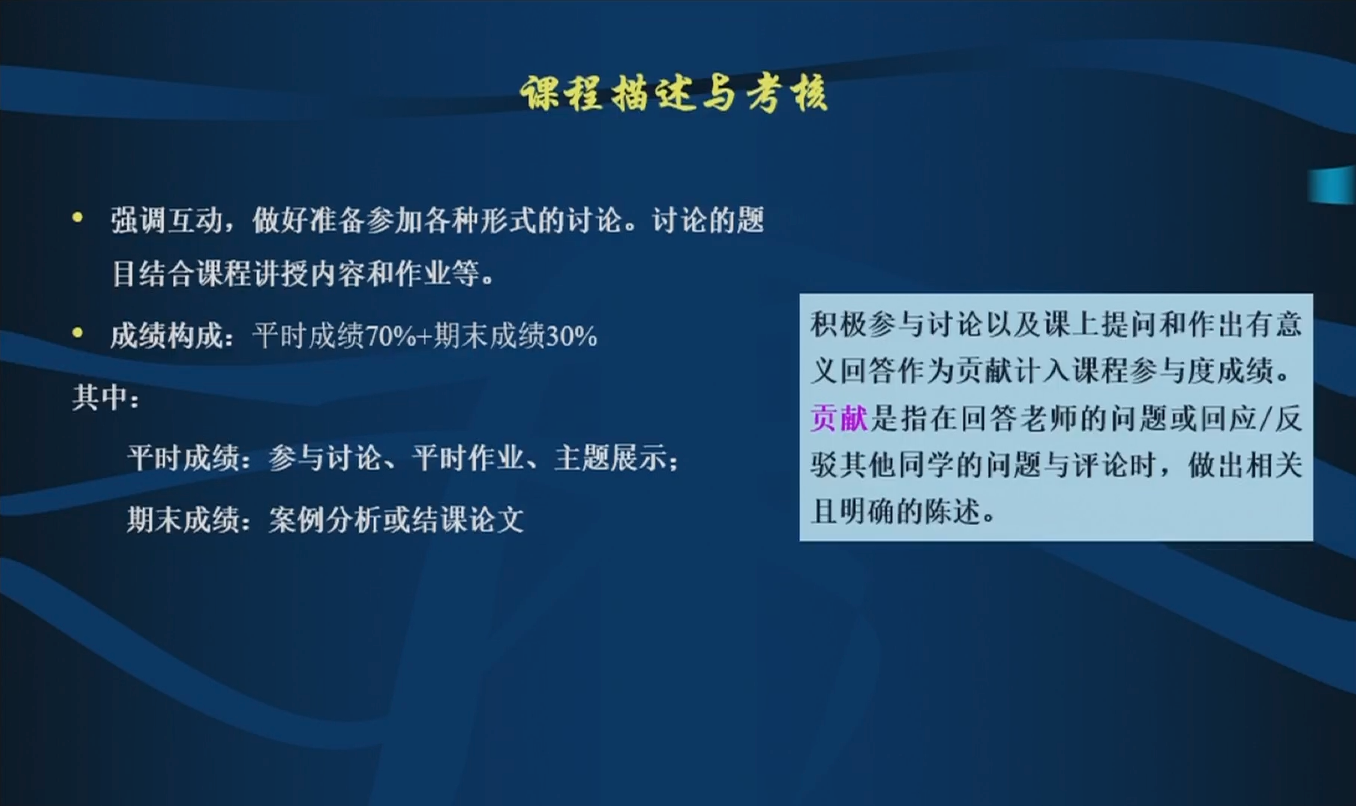 课程描述与考核
• 强调互动，做好准备参加各种形式的讨论。讨论的题
目结合课程讲授内容和作业等。
• 成绩构成：平时成绩70%+期末成绩30%
其中：
平时成绩：参与讨论、平时作业、主题展示；
期末成绩：案例分析或结课论文
积极参与讨论以及课上提问和作出有意
义回答作为贡献计入课程参与度成绩。
贡献是指在回答老师的问题或回应/反
驳其他同学的问题与评论时，做出相关
且明确的陈述。